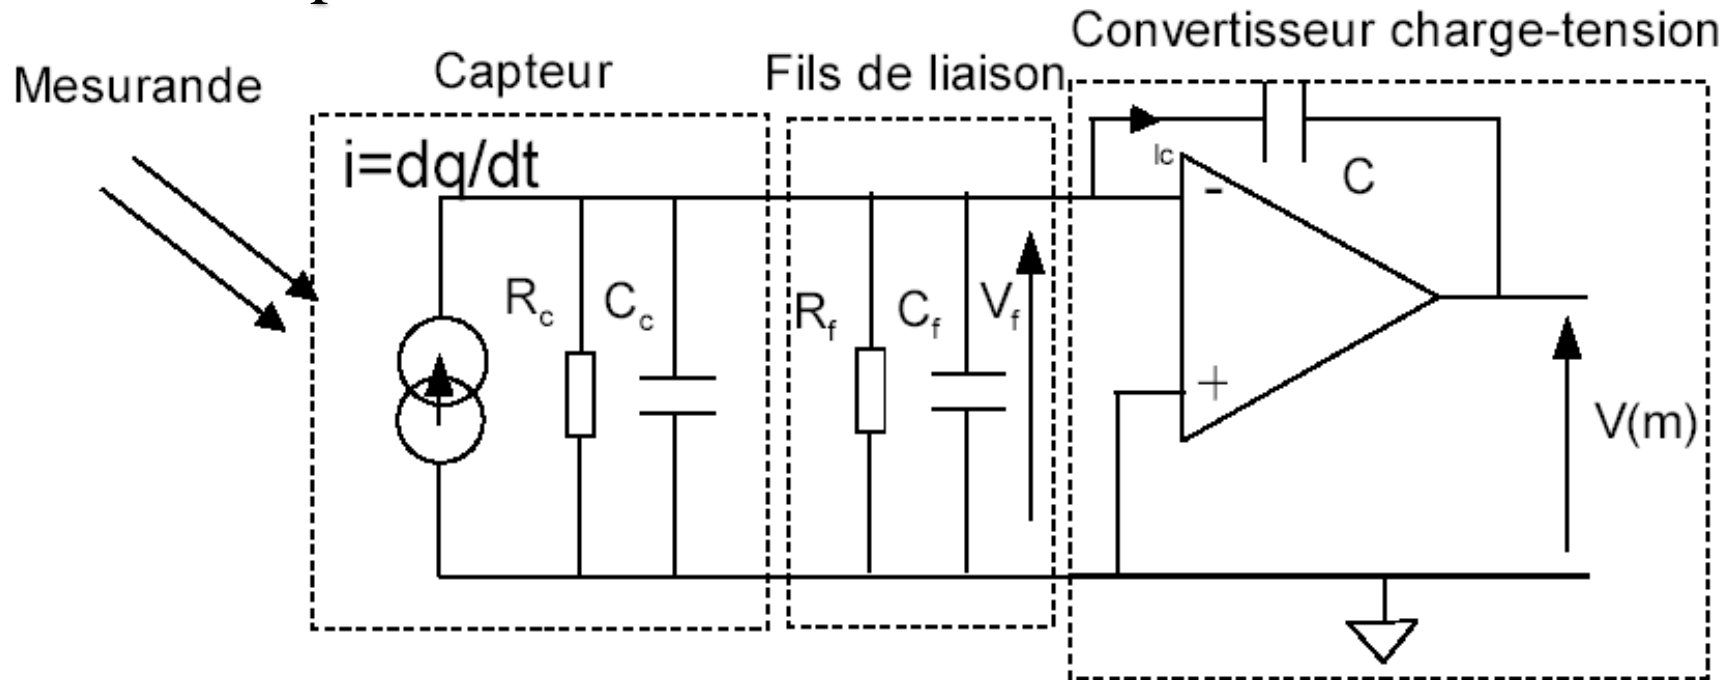 Convertisseur charge-tension
Mesurande
Capteur
Fils de liaison
i=dq/dt
Ic
C
-
Rc
Cc
Rf
Cf
Vf
+
V(m)